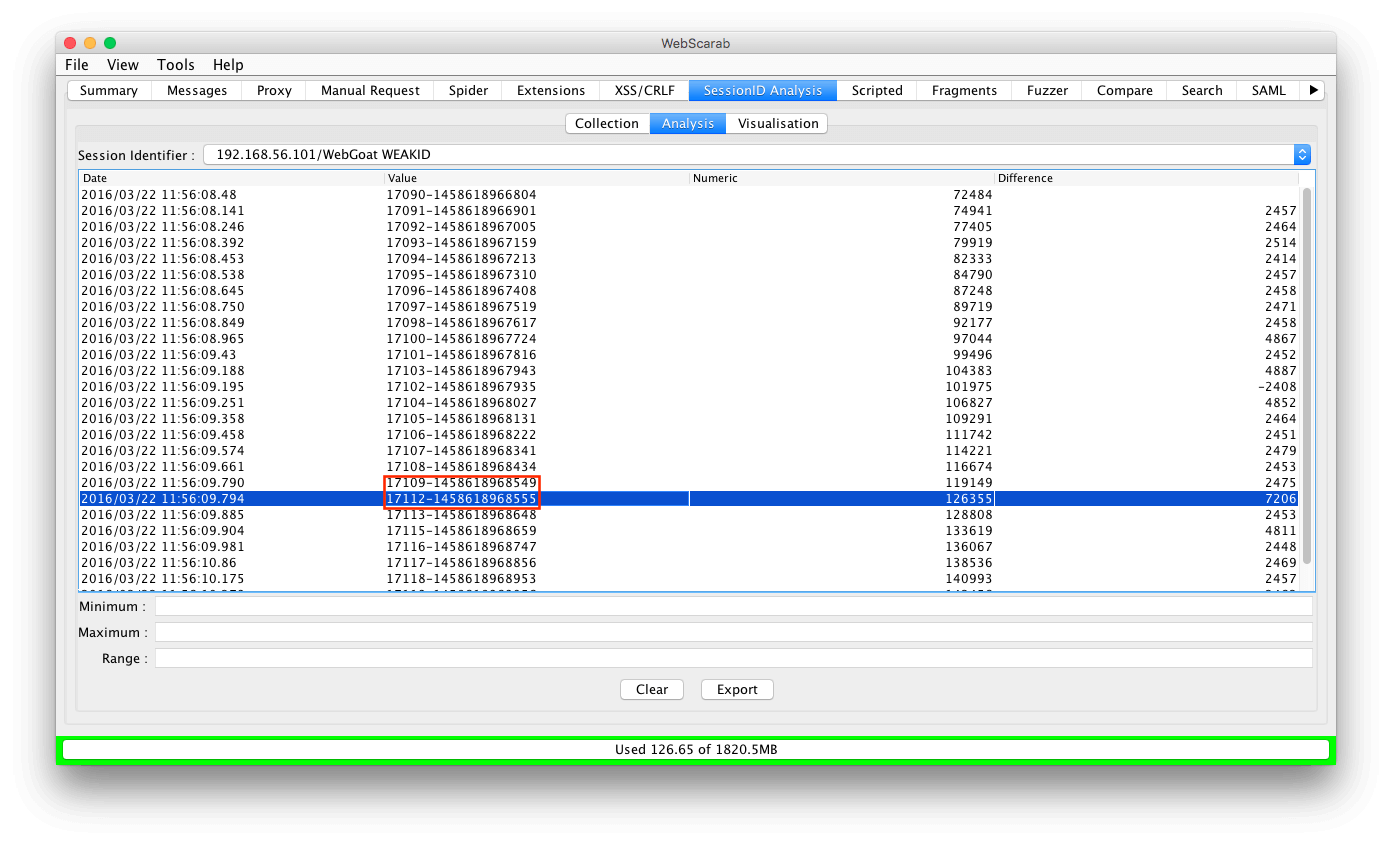 WebScarab
File View Tools Help
Summary Messages Proxy Manual Request Spider Extensions XSS/CRLF SessionID Analysis Scripted Fragments Fuzzer Compare Search SAML
Collection Analysis Visualisation
Session Identifier : 192.168.56.101/WebGoat WEAKID
Date Value Numeric Difference
2016/03/22 11:56:08.48 17090-1458618966804 72484
2016/03/22 11:56:08.141 17091-1458618966901 74941 2457
2016/03/22 11:56:08.246 17092-1458618967005 77405 2464
2016/03/22 11:56:08.392 17093-1458618967159 79919 2514
2016/03/22 11:56:08.453 17094-1458618967213 82333 2414
2016/03/22 11:56:08.538 17095-1458618967310 84790 2457
2016/03/22 11:56:08.645 17096-1458618967408 87248 2458
2016/03/22 11:56:08.750 17097-1458618967519 89719 2471
2016/03/22 11:56:08.849 17098-1458618967617 92177 2458
2016/03/22 11:56:08.965 17100-1458618967724 97044 4867
2016/03/22 11:56:09.43 17101-1458618967816 99496 2452
2016/03/22 11:56:09.188 17103-1458618967943 104383 4887
2016/03/22 11:56:09.195 17102-1458618967935 101975 -2408
2016/03/22 11:56:09.251 17104-1458618968027 106827 4852
2016/03/22 11:56:09.358 17105-1458618968131 109291 2464
2016/03/22 11:56:09.458 17106-1458618968222 111742 2451
2016/03/22 11:56:09.574 17107-1458618968341 114221 2479
2016/03/22 11:56:09.661 17108-1458618968434 116674 2453
2016/03/22 11:56:09.790 17109-1458618968549 119149 2475
2016/03/22 11:56:09.794 17112-1458618968555 126355 7206
2016/03/22 11:56:09.885 17113-1458618968648 128808 2453
2016/03/22 11:56:09.904 17115-1458618968659 133619 4811
2016/03/22 11:56:09.981 17116-1458618968747 136067 2448
2016/03/22 11:56:10.86 17117-1458618968856 138536 2469
2016/03/22 11:56:10.175 17118-1458618968953 140993 2457
Minimum :
Maximum :
Range :
Clear Export
Used 126.65 of 1820.5MB